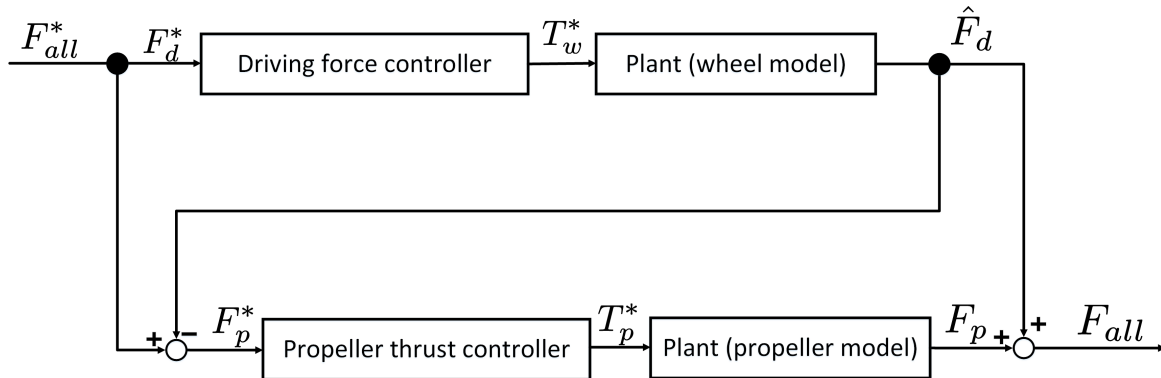 F*all F*d Driving force controller T*w Plant (wheel model) F̂d
+ − F*p Propeller thrust controller T*p Plant (propeller model) Fp + + Fall